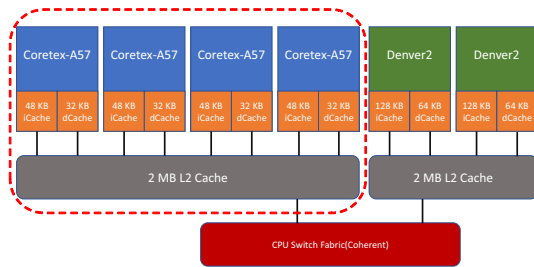 Coretex-A57 Coretex-A57 Coretex-A57 Coretex-A57 Denver2 Denver2
48 KB 32 KB 48 KB 32 KB 48 KB 32 KB 48 KB 32 KB 128 KB 64 KB 128 KB 64 KB
iCache dCache iCache dCache iCache dCache iCache dCache iCache dCache iCache dCache
2 MB L2 Cache 2 MB L2 Cache
CPU Switch Fabric(Coherent)